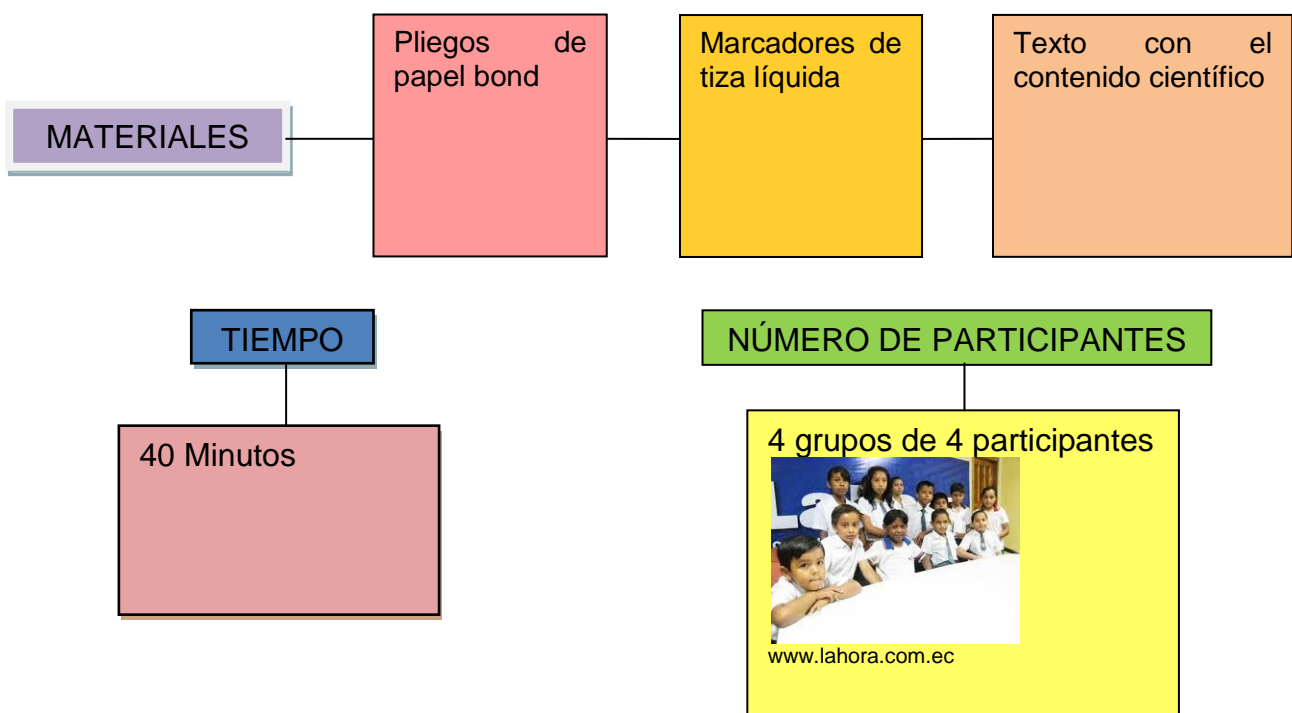 Pliegos de
papel bond
Marcadores de
tiza líquida
Texto con el
contenido científico
MATERIALES
TIEMPO
NÚMERO DE PARTICIPANTES
40 Minutos
4 grupos de 4 participantes
La
www.lahora.com.ec